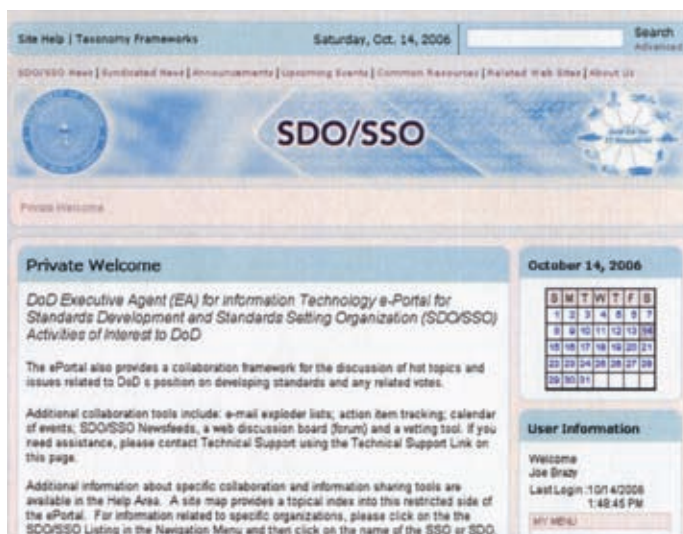 Site Help | Taxonomy Frameworks
Saturday, Oct. 14, 2006
Search
Advanced
SDO/SSO News | Syndicated News | Announcements | Upcoming Events | Common Resources | Related Web Sites | About Us
SDO/SSO
Private Welcome
Private Welcome
DoD Executive Agent (EA) for Information Technology e-Portal for
Standards Development and Standards Setting Organization (SDO/SSO)
Activities of Interest to DoD
The ePortal also provides a collaboration framework for the discussion of hot topics and
issues related to DoD s position on developing standards and any related votes.
Additional collaboration tools include: e-mail exploder lists; action item tracking; calendar
of events; SDO/SSO Newsfeeds, a web discussion board (forum) and a vetting tool. If you
need assistance, please contact Technical Support using the Technical Support Link on
this page.
Additional information about specific collaboration and information sharing tools are
available in the Help Area. A site map provides a topical index into this restricted side of
the ePortal. For information related to specific organizations, please click on the the
SDO/SSO Listing in the Navigation Menu and then click on the name of the SSO or SDO.
October 14, 2006
S M T W T F S
1 2 3 4 5 6 7
8 9 10 11 12 13 14
15 16 17 18 19 20 21
22 23 24 25 26 27 28
29 30 31
User Information
Welcome
Joe Brazy
Last Login :10/14/2006
1:48:45 PM
MY MENU